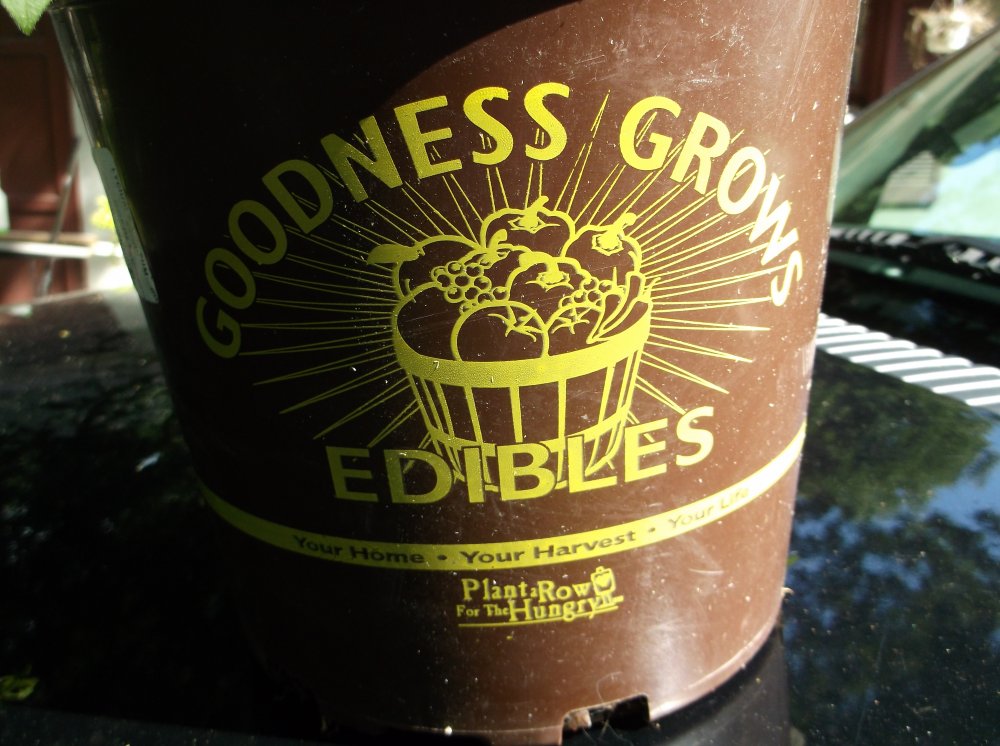 GOODNESS GROWS
EDIBLES
Your Home • Your Harvest • Your Life
Plant a Row
For The Hungry